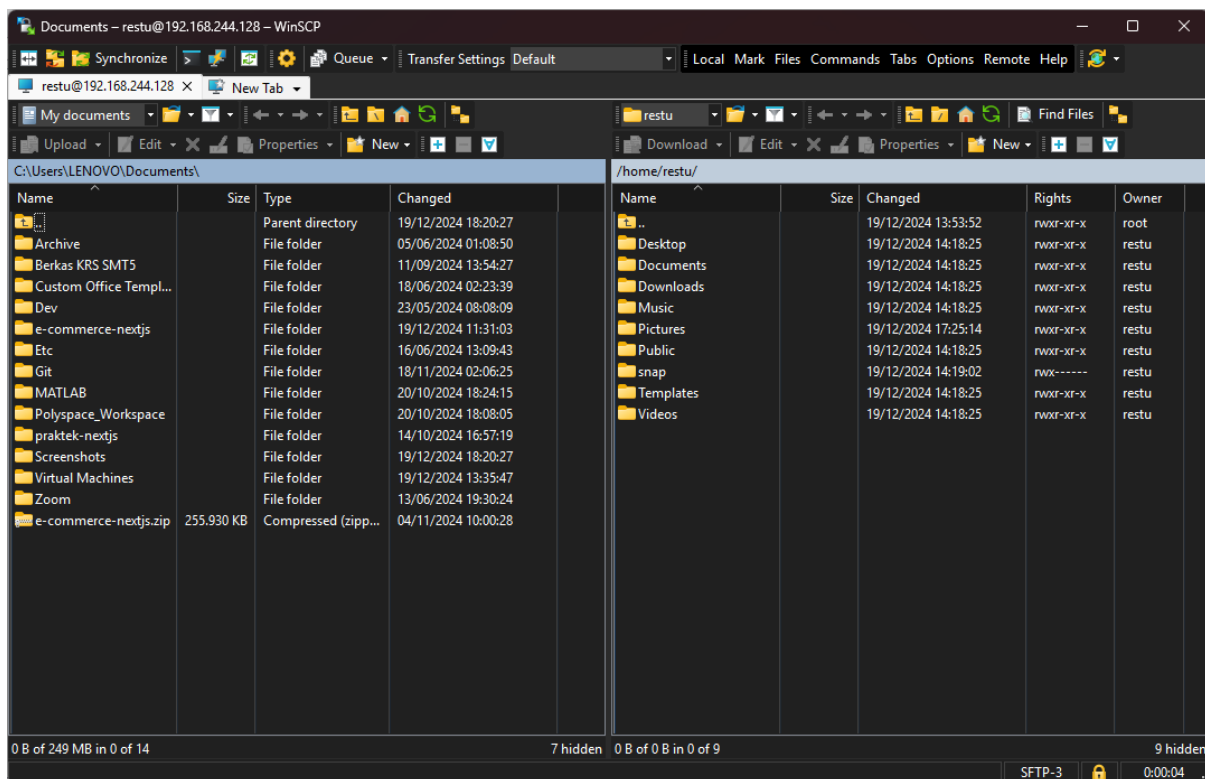 Documents – restu@192.168.244.128 – WinSCP
Synchronize Queue Transfer Settings Default Local Mark Files Commands Tabs Options Remote Help
restu@192.168.244.128 × New Tab
My documents
Upload Edit Properties New
C:\Users\LENOVO\Documents\
Name Size Type Changed
.. Parent directory 19/12/2024 18:20:27
Archive File folder 05/06/2024 01:08:50
Berkas KRS SMT5 File folder 11/09/2024 13:54:27
Custom Office Templ... File folder 18/06/2024 02:23:39
Dev File folder 23/05/2024 08:08:09
e-commerce-nextjs File folder 19/12/2024 11:31:03
Etc File folder 16/06/2024 13:09:43
Git File folder 18/11/2024 02:06:25
MATLAB File folder 20/10/2024 18:24:15
Polyspace_Workspace File folder 20/10/2024 18:08:05
praktek-nextjs File folder 14/10/2024 16:57:19
Screenshots File folder 19/12/2024 18:20:27
Virtual Machines File folder 19/12/2024 13:35:47
Zoom File folder 13/06/2024 19:30:24
e-commerce-nextjs.zip 255.930 KB Compressed (zipp... 04/11/2024 10:00:28
0 B of 249 MB in 0 of 14 7 hidden
restu Find Files
Download Edit Properties New
/home/restu/
Name Size Changed Rights Owner
.. 19/12/2024 13:53:52 rwxr-xr-x root
Desktop 19/12/2024 14:18:25 rwxr-xr-x restu
Documents 19/12/2024 14:18:25 rwxr-xr-x restu
Downloads 19/12/2024 14:18:25 rwxr-xr-x restu
Music 19/12/2024 14:18:25 rwxr-xr-x restu
Pictures 19/12/2024 17:25:14 rwxr-xr-x restu
Public 19/12/2024 14:18:25 rwxr-xr-x restu
snap 19/12/2024 14:19:02 rwx------ restu
Templates 19/12/2024 14:18:25 rwxr-xr-x restu
Videos 19/12/2024 14:18:25 rwxr-xr-x restu
0 B of 0 B in 0 of 9 9 hidden
SFTP-3 0:00:04